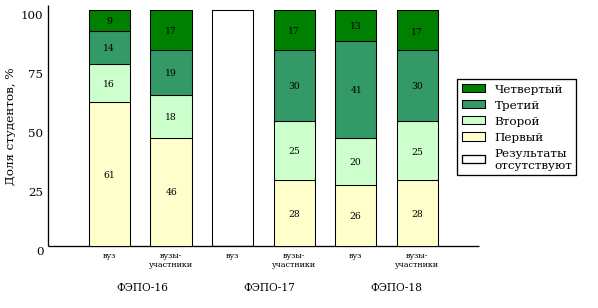 100
75
50
25
0
Доля студентов, %
9
14
16
61
17
19
18
46
17
30
25
28
13
41
20
26
17
30
25
28
вуз
вузы-
участники
вуз
вузы-
участники
вуз
вузы-
участники
ФЭПО-16
ФЭПО-17
ФЭПО-18
Четвертый
Третий
Второй
Первый
Результаты
отсутствуют